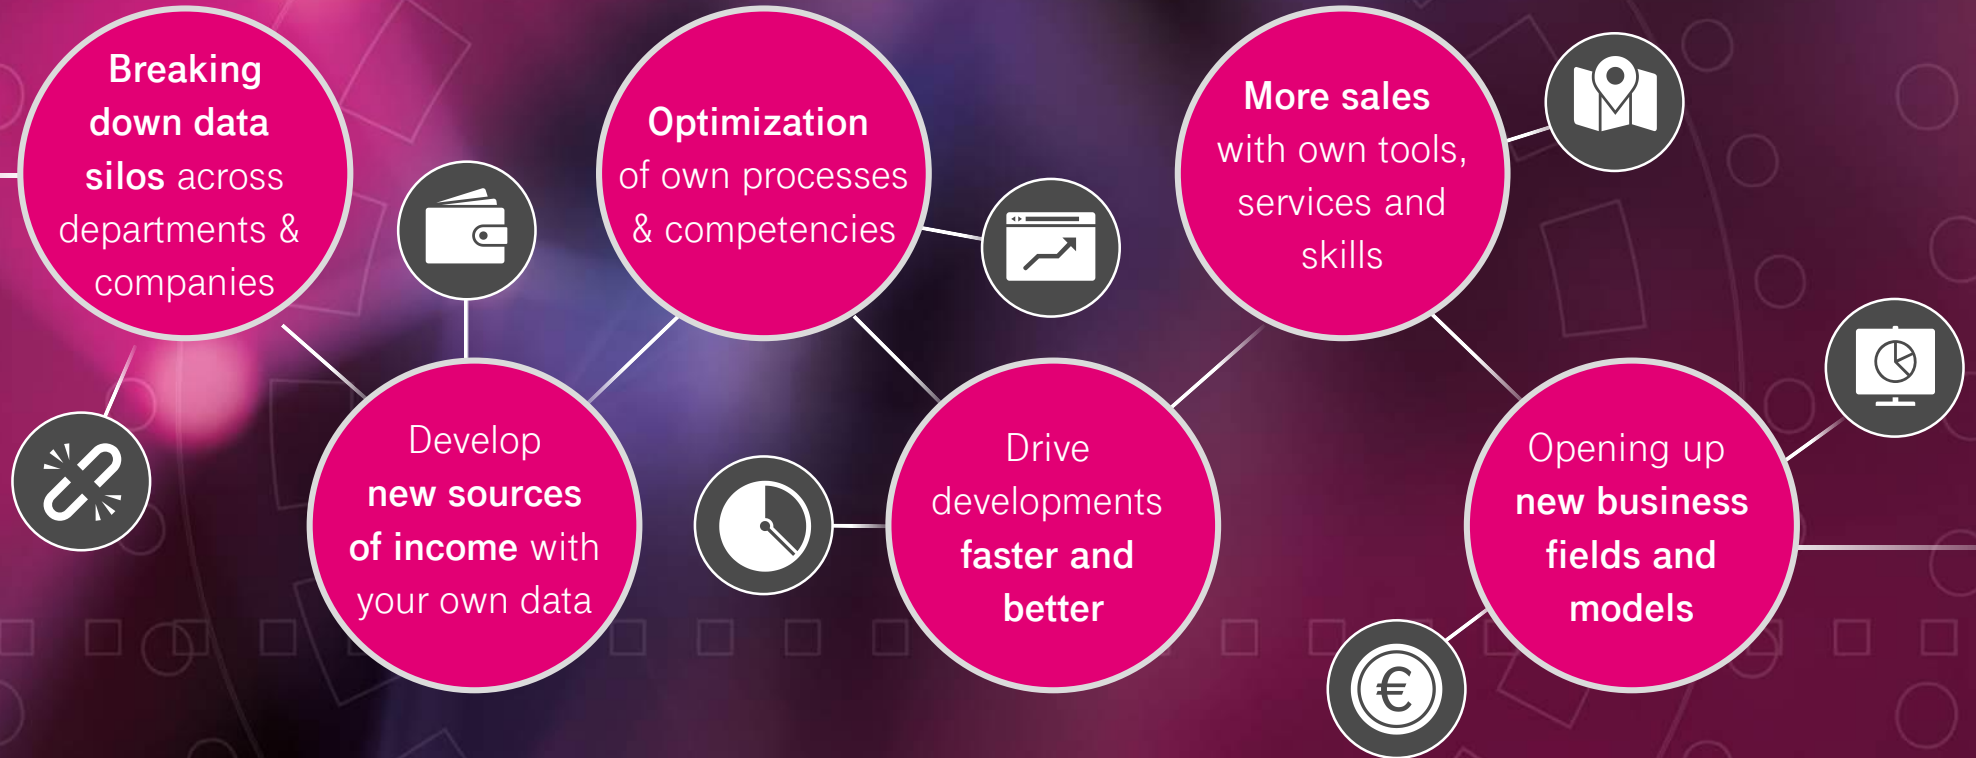 Breaking
down data
silos across
departments &
companies
Develop
new sources
of income with
your own data
Optimization
of own processes
& competencies
Drive
developments
faster and
better
More sales
with own tools,
services and
skills
Opening up
new business
fields and
models
€